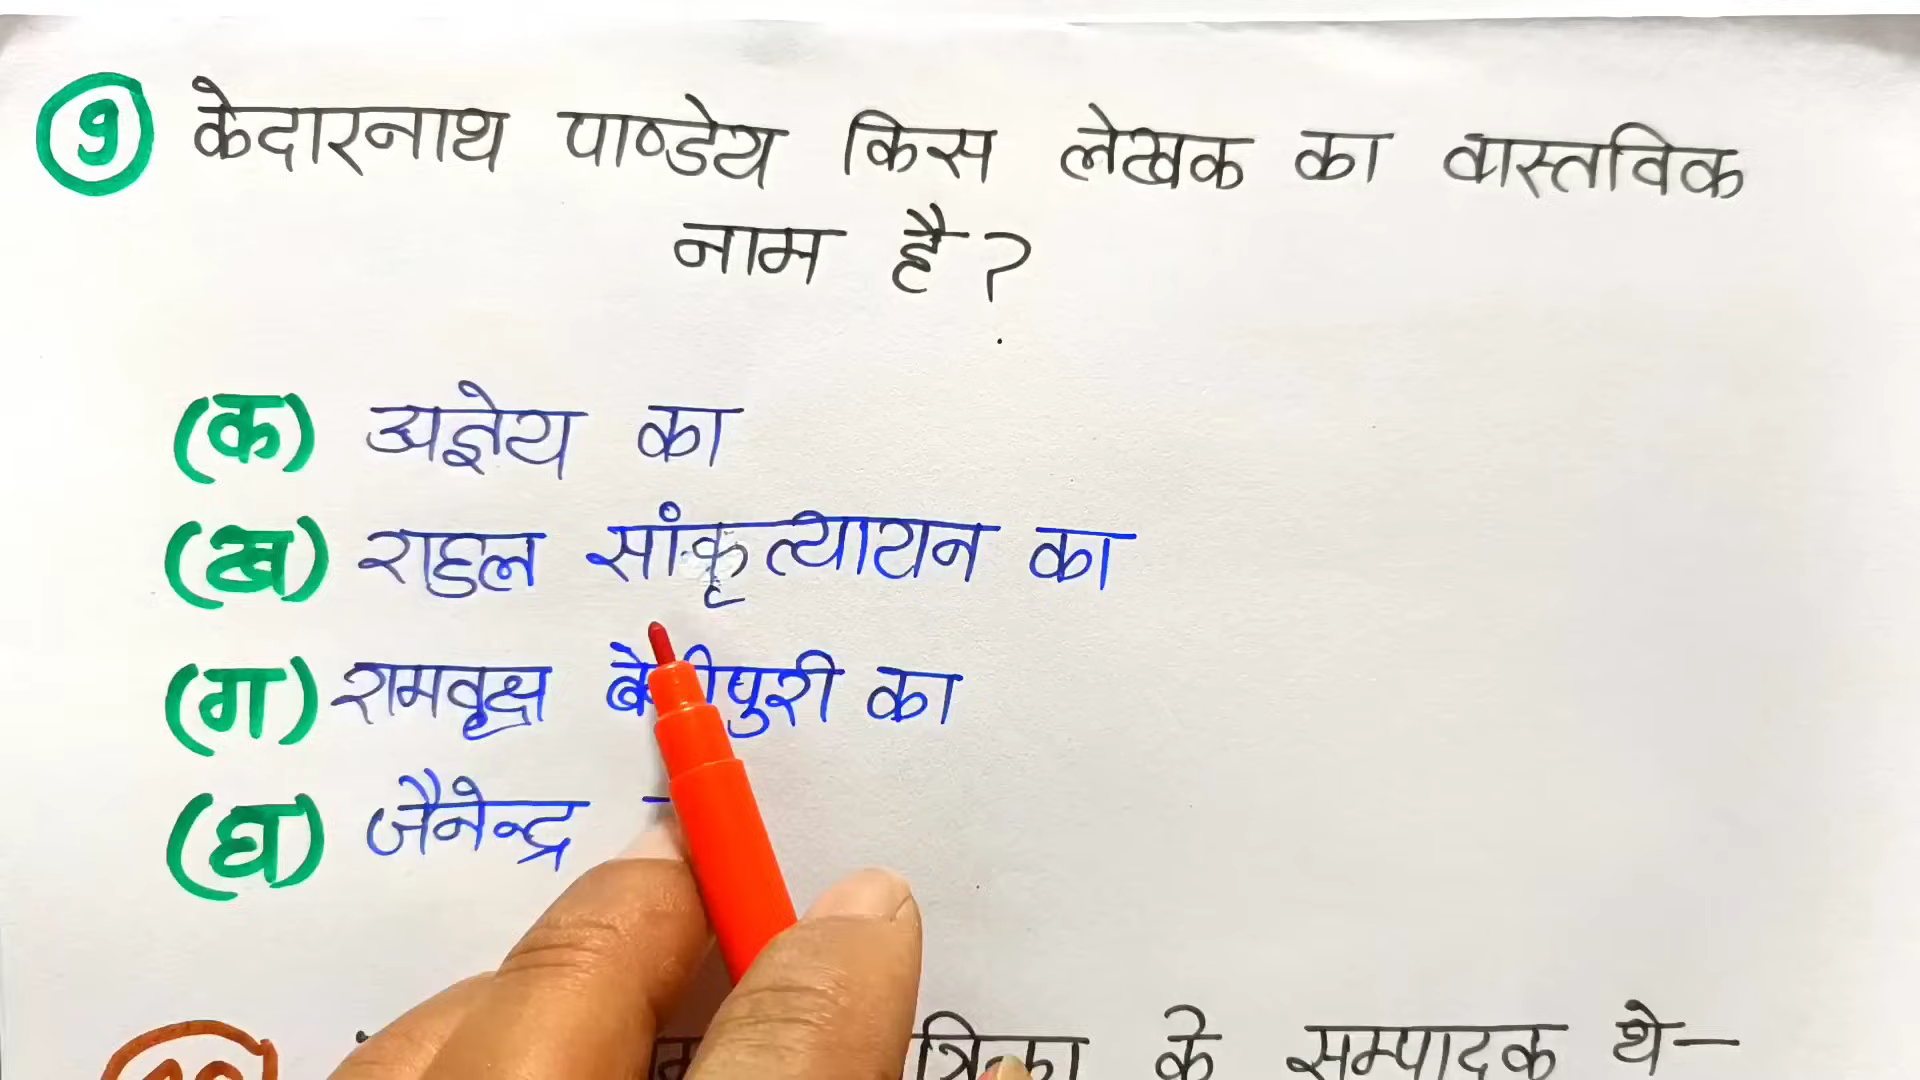 9 केदारनाथ पाण्डेय किस लेखक का वास्तविक
नाम है?
(क) अज्ञेय का
(ख) राहुल सांकृत्यायन का
(ग) रामवृक्ष बेनीपुरी का
(घ) जैनेन्द्र
के सम्पादक थे—